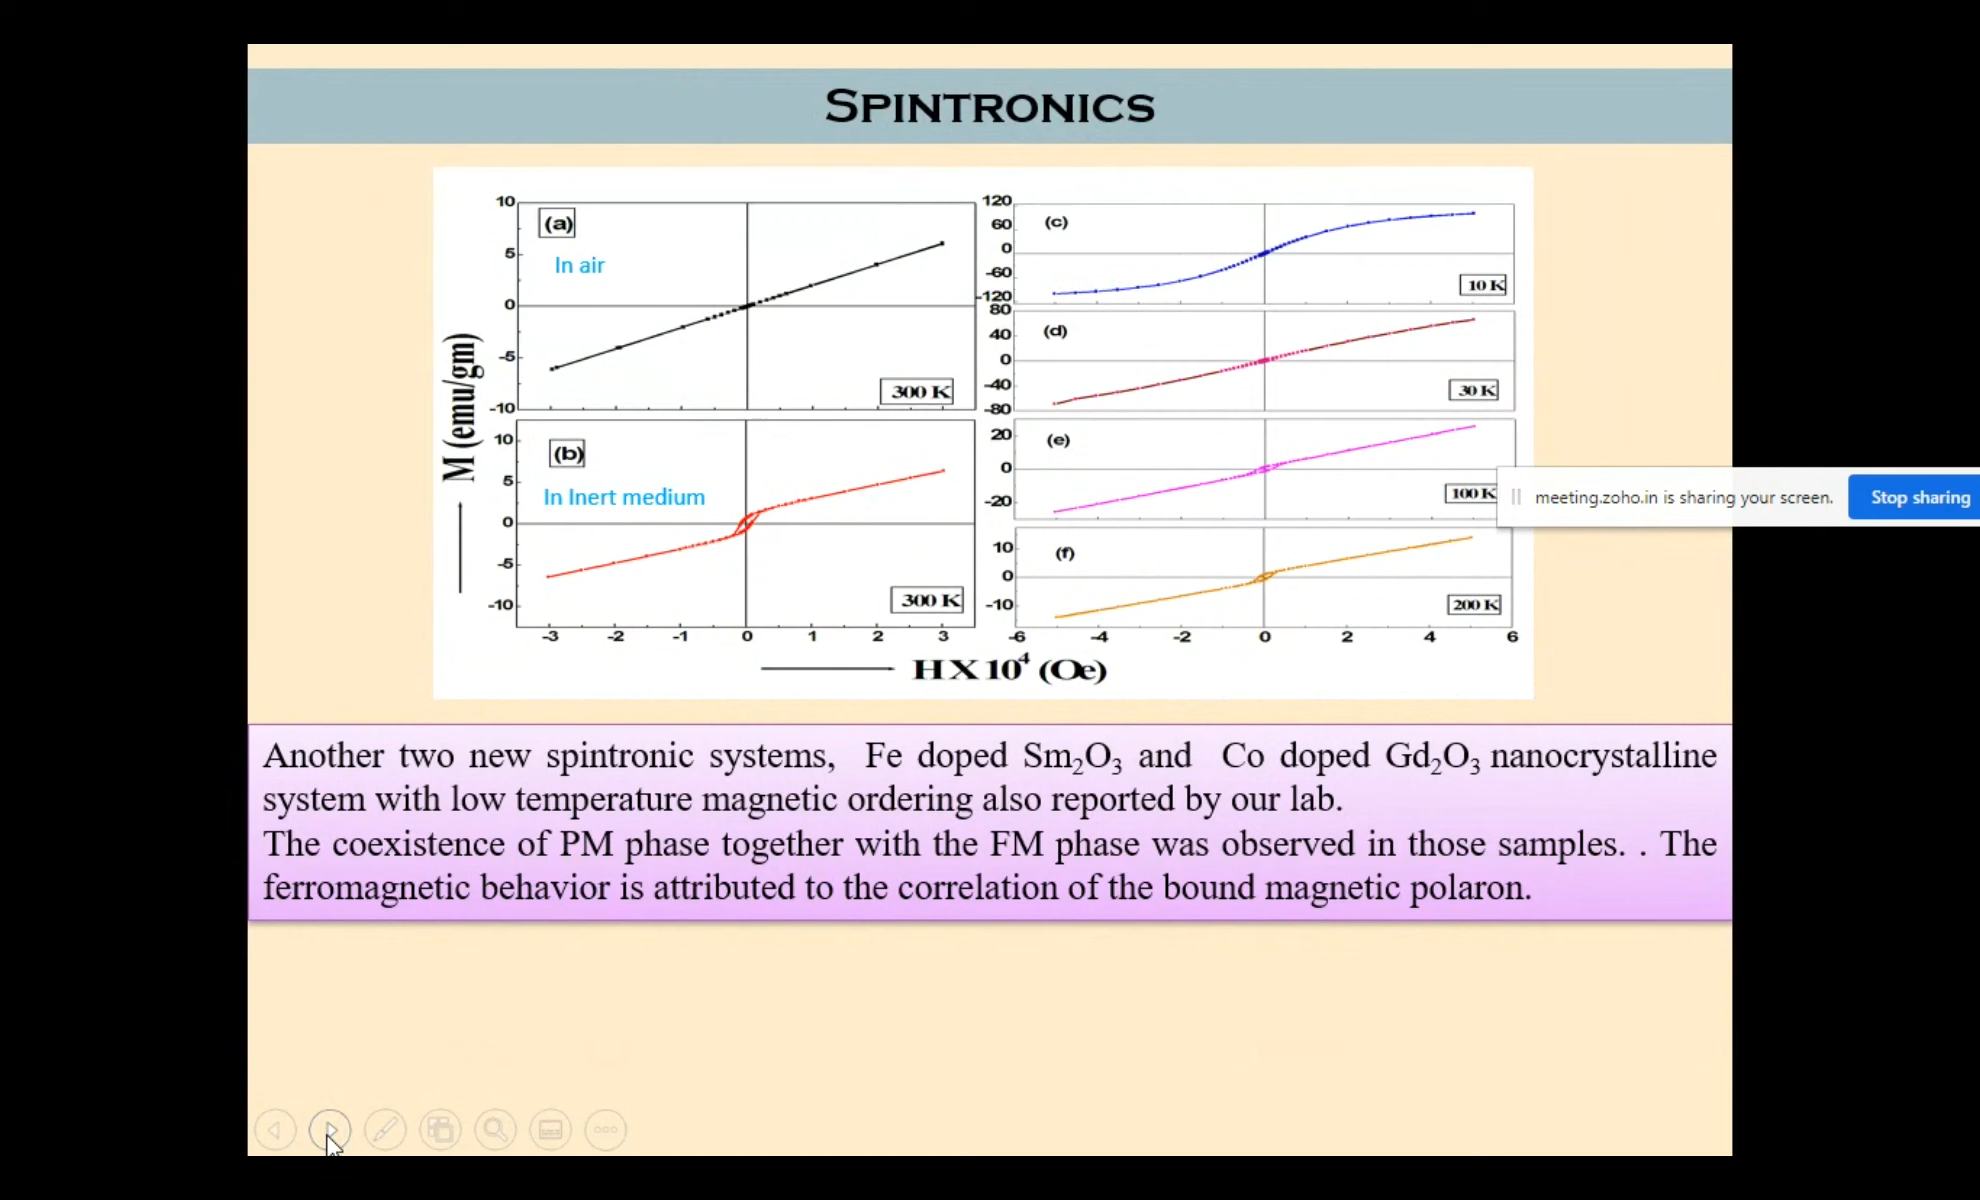 SPINTRONICS
M (emu/gm)
10
5
0
-5
-10
(a)
In air
300 K
10
5
0
-5
-10
(b)
In Inert medium
300 K
-3 -2 -1 0 1 2 3
120
60
0
-60
-120
(c)
10 K
80
40
0
-40
-80
(d)
30 K
20
0
-20
(e)
100 K
10
0
-10
(f)
200 K
-6 -4 -2 0 2 4 6
H X 10⁴ (Oe)
meeting.zoho.in is sharing your screen. Stop sharing
Another two new spintronic systems, Fe doped Sm₂O₃ and Co doped Gd₂O₃ nanocrystalline
system with low temperature magnetic ordering also reported by our lab.
The coexistence of PM phase together with the FM phase was observed in those samples. . The
ferromagnetic behavior is attributed to the correlation of the bound magnetic polaron.